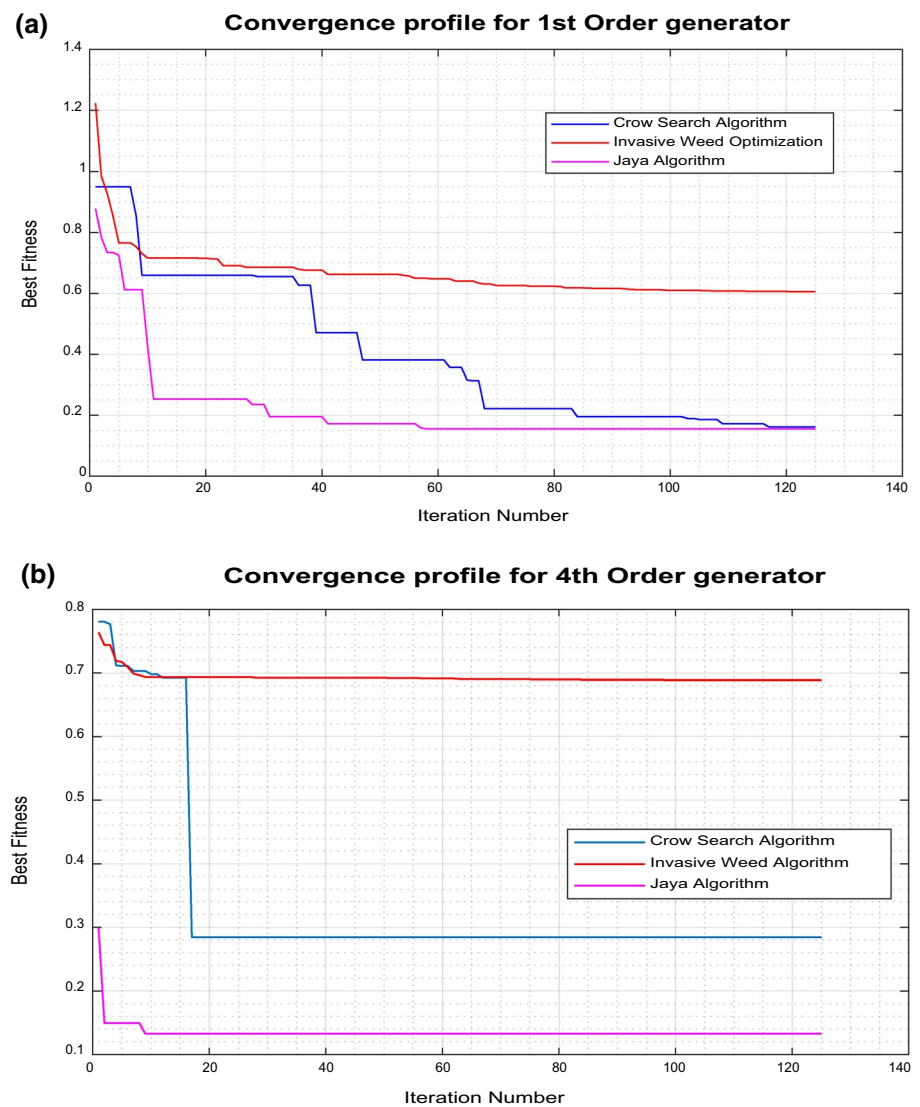 (a)
Convergence profile for 1st Order generator
1.4
1.2
1
0.8
0.6
0.4
0.2
0
Best Fitness
Crow Search Algorithm
Invasive Weed Optimization
Jaya Algorithm
0 20 40 60 80 100 120 140
Iteration Number
(b)
Convergence profile for 4th Order generator
0.8
0.7
0.6
0.5
0.4
0.3
0.2
0.1
Best Fitness
Crow Search Algorithm
Invasive Weed Algorithm
Jaya Algorithm
0 20 40 60 80 100 120 140
Iteration Number